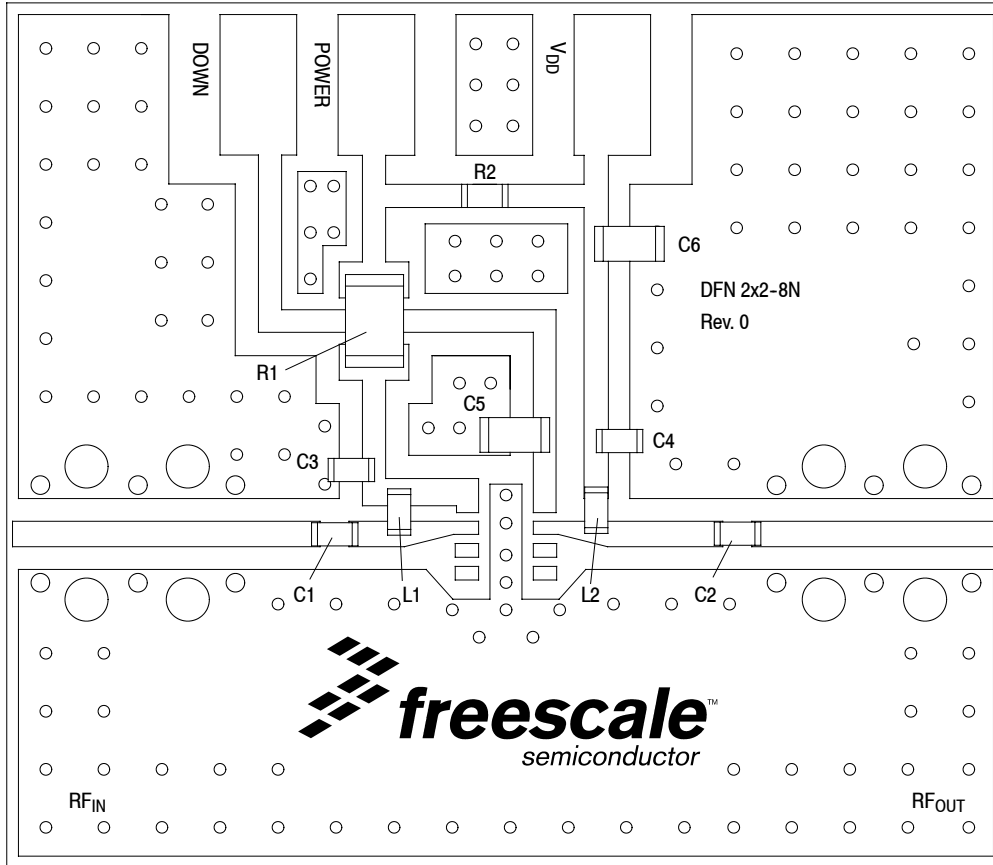 DOWN
POWER
VDD
R2
C6
DFN 2x2-8N
Rev. 0
R1
C5
C4
C3
C1
L1
L2
C2
freescale™
semiconductor
RFIN
RFOUT